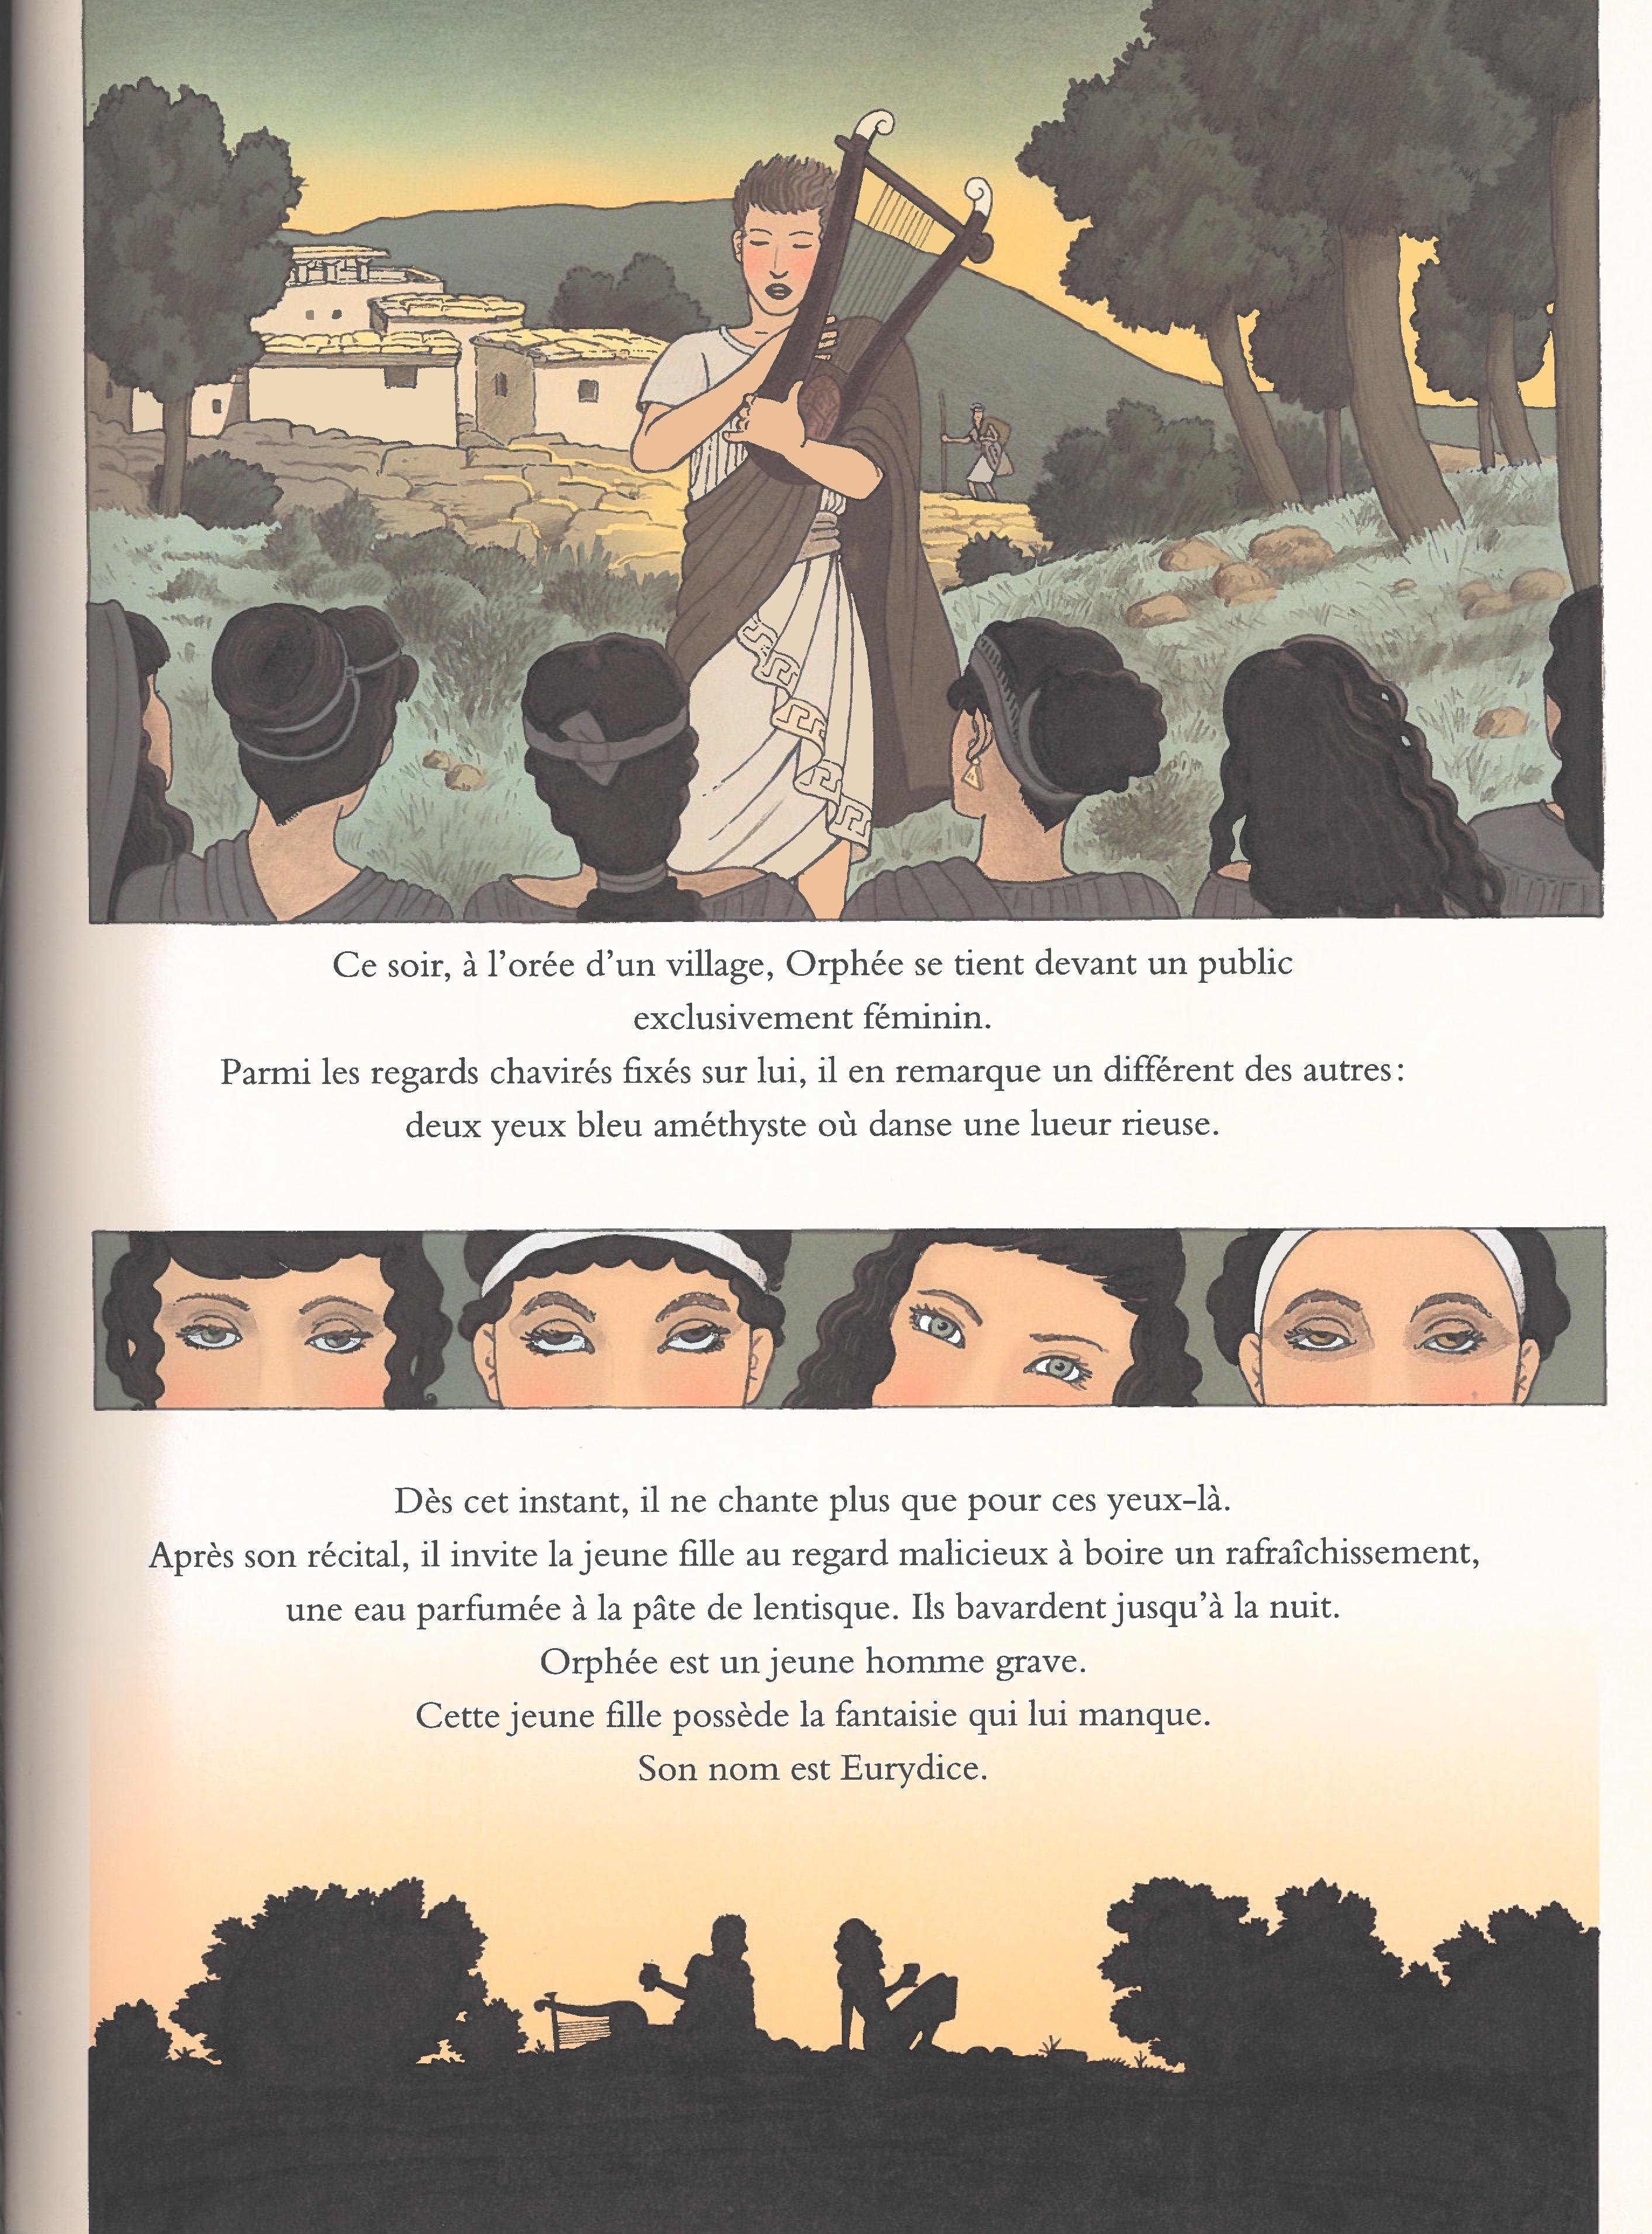 Ce soir, à l'orée d'un village, Orphée se tient devant un public
exclusivement féminin.
Parmi les regards chavirés fixés sur lui, il en remarque un différent des autres :
deux yeux bleu améthyste où danse une lueur rieuse.
Dès cet instant, il ne chante plus que pour ces yeux-là.
Après son récital, il invite la jeune fille au regard malicieux à boire un rafraîchissement,
une eau parfumée à la pâte de lentisque. Ils bavardent jusqu'à la nuit.
Orphée est un jeune homme grave.
Cette jeune fille possède la fantaisie qui lui manque.
Son nom est Eurydice.